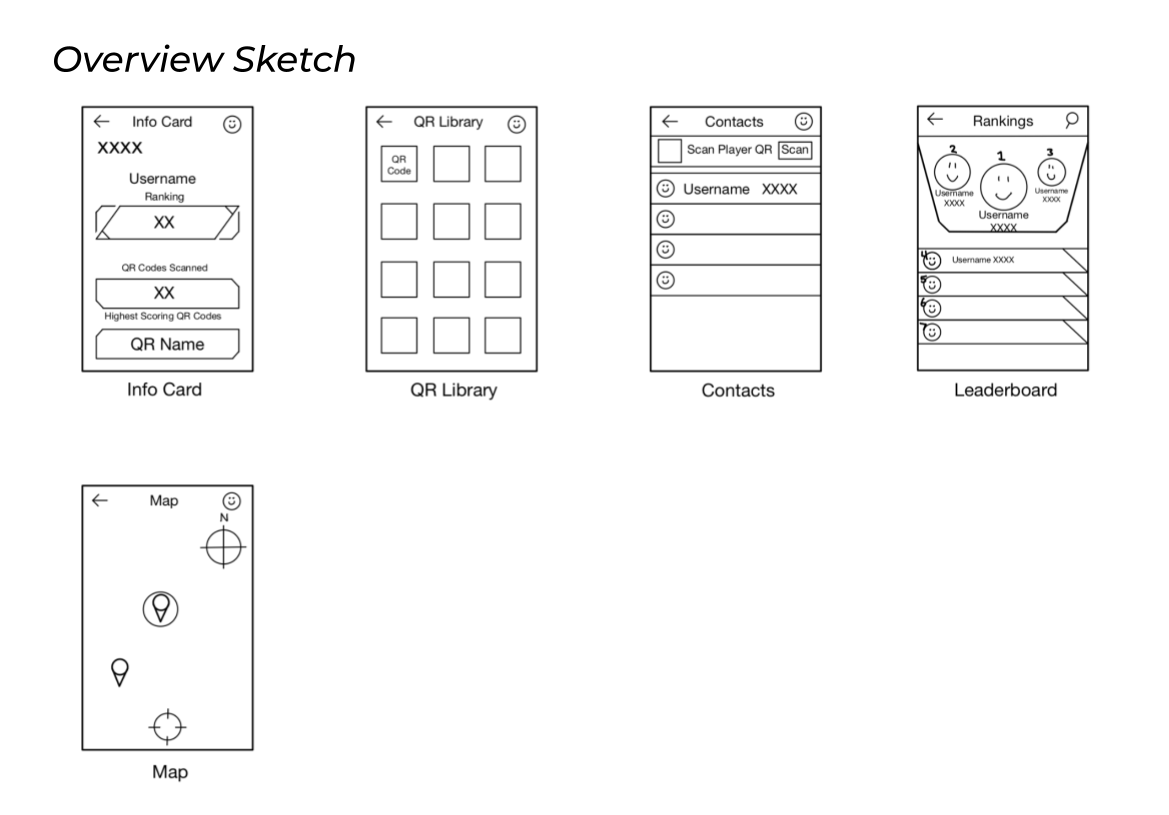 Overview Sketch
Info Card
XXXX
Username
Ranking
XX
QR Codes Scanned
XX
Highest Scoring QR Codes
QR Name
Info Card
QR Library
QR
Code
QR Library
Contacts
Scan Player QR Scan
Username XXXX
Contacts
Rankings
2
1
3
Username
XXXX
Username
XXXX
Username
XXXX
4
Username XXXX
5
6
7
Leaderboard
Map
N
Map